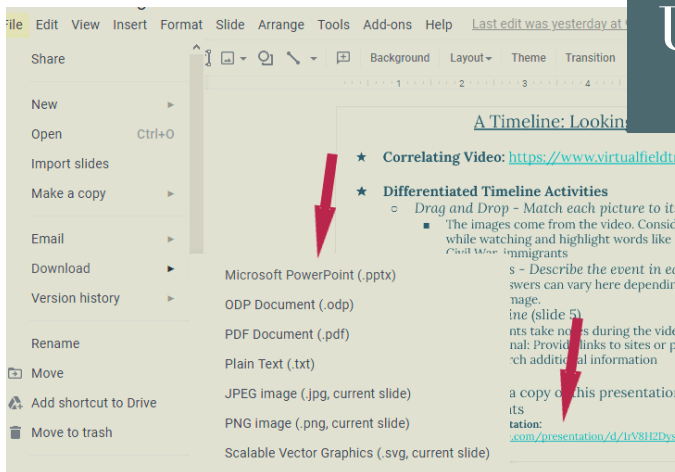 File Edit View Insert Format Slide Arrange Tools Add-ons Help Last edit was yesterday at
U
Share
Background Layout Theme Transition
1 2 3 4
New
Open Ctrl+O
Import slides
Make a copy
Email
Download
Version history
Rename
Move
Add shortcut to Drive
Move to trash
Microsoft PowerPoint (.pptx)
ODP Document (.odp)
PDF Document (.pdf)
Plain Text (.txt)
JPEG image (.jpg, current slide)
PNG image (.png, current slide)
Scalable Vector Graphics (.svg, current slide)
A Timeline: Looking
★ Correlating Video: https://www.virtualfieldt
★ Differentiated Timeline Activities
○ Drag and Drop - Match each picture to it
■ The images come from the video. Consid
while watching and highlight words like
Civil War, immigrants
s - Describe the event in e
swers can vary here dependin
mage.
ine (slide 5)
nts take notes during the vide
nal: Provide links to sites or p
rch additional information
a copy of this presentation
ts
tation:
.com/presentation/d/1rV8H2Dys